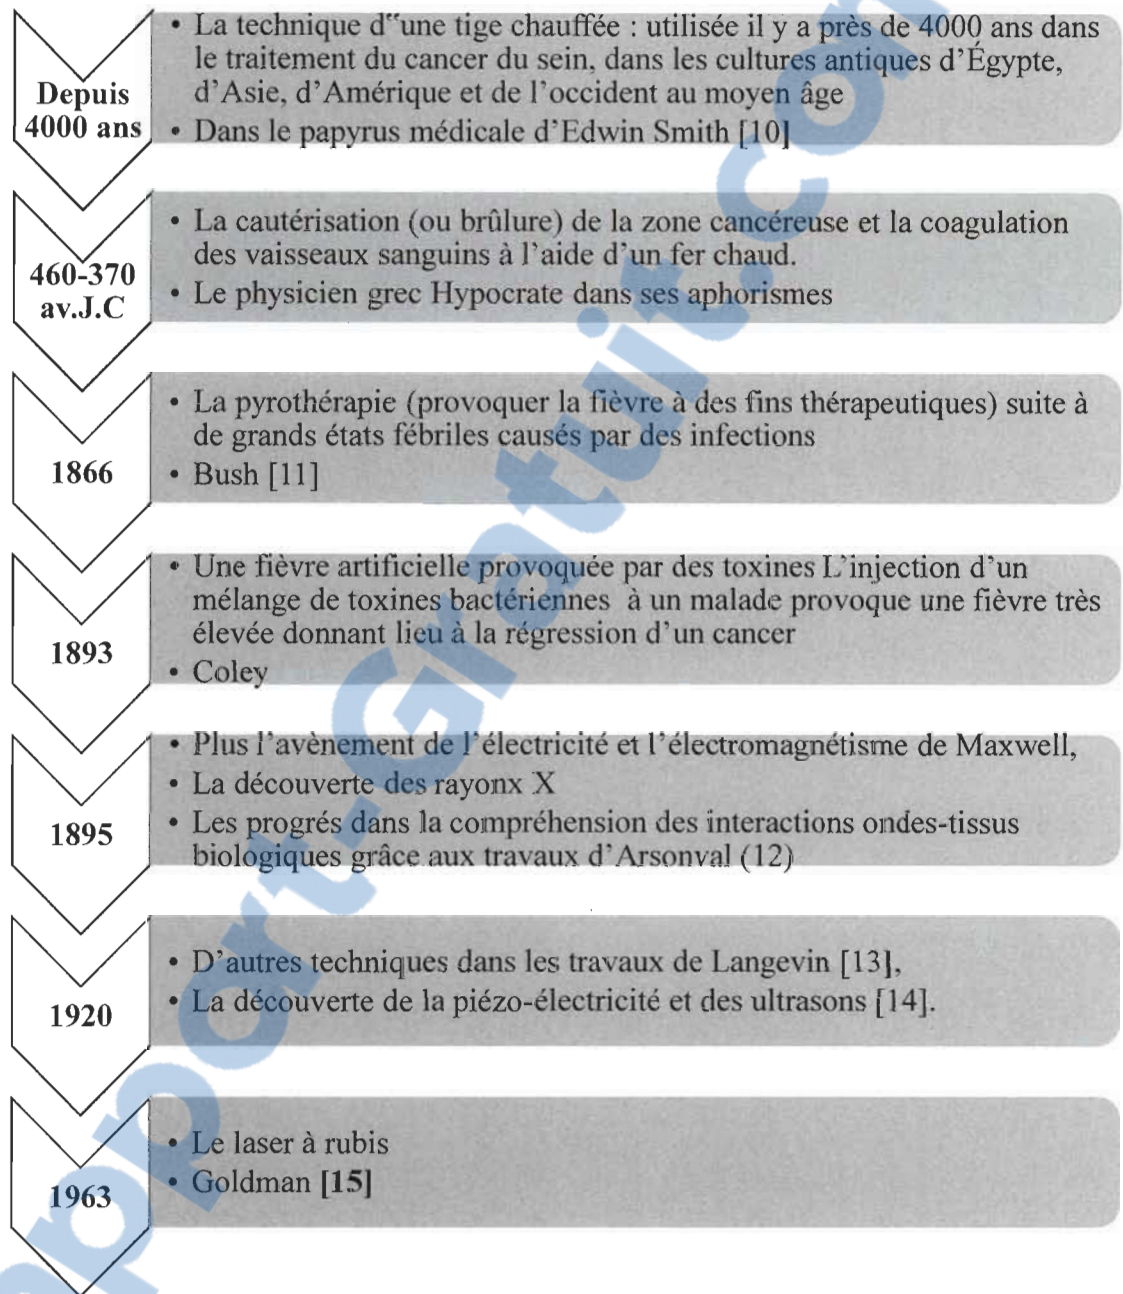 • La technique d‟une tige chauffée : utilisée il y a près de 4000 ans dans
le traitement du cancer du sein, dans les cultures antiques d’Égypte,
d’Asie, d’Amérique et de l’occident au moyen âge
• Dans le papyrus médicale d’Edwin Smith [10]
Depuis
4000 ans
• La cautérisation (ou brûlure) de la zone cancéreuse et la coagulation
des vaisseaux sanguins à l’aide d’un fer chaud.
• Le physicien grec Hypocrate dans ses aphorismes
460-370
av.J.C
• La pyrothérapie (provoquer la fièvre à des fins thérapeutiques) suite à
de grands états fébriles causés par des infections
• Bush [11]
1866
• Une fièvre artificielle provoquée par des toxines L’injection d’un
mélange de toxines bactériennes à un malade provoque une fièvre très
élevée donnant lieu à la régression d’un cancer
• Coley
1893
• Plus l’avènement de l’électricité et l’électromagnétisme de Maxwell,
• La découverte des rayonx X
• Les progrés dans la compréhension des interactions ondes-tissus
biologiques grâce aux travaux d’Arsonval (12)
1895
• D’autres techniques dans les travaux de Langevin [13],
• La découverte de la piézo-électricité et des ultrasons [14].
1920
• Le laser à rubis
• Goldman [15]
1963
pport-Gratuit.com